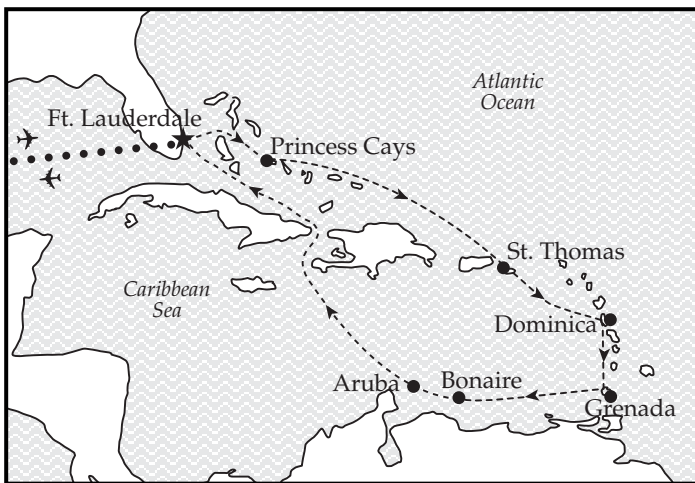 Atlantic
Ocean
Ft. Lauderdale
Princess Cays
St. Thomas
Caribbean
Sea
Dominica
Aruba
Bonaire
Grenada